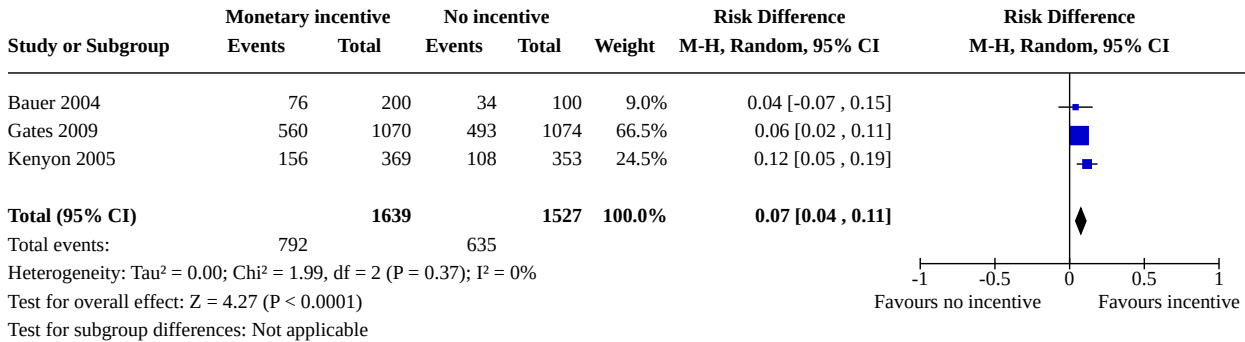 Monetary incentive No incentive Risk Difference Risk Difference
Study or Subgroup Events Total Events Total Weight M-H, Random, 95% CI M-H, Random, 95% CI
Bauer 2004 76 200 34 100 9.0% 0.04 [-0.07 , 0.15]
Gates 2009 560 1070 493 1074 66.5% 0.06 [0.02 , 0.11]
Kenyon 2005 156 369 108 353 24.5% 0.12 [0.05 , 0.19]
Total (95% CI) 1639 1527 100.0% 0.07 [0.04 , 0.11]
Total events: 792 635
Heterogeneity: Tau² = 0.00; Chi² = 1.99, df = 2 (P = 0.37); I² = 0%
-1 -0.5 0 0.5 1
Test for overall effect: Z = 4.27 (P < 0.0001) Favours no incentive Favours incentive
Test for subgroup differences: Not applicable